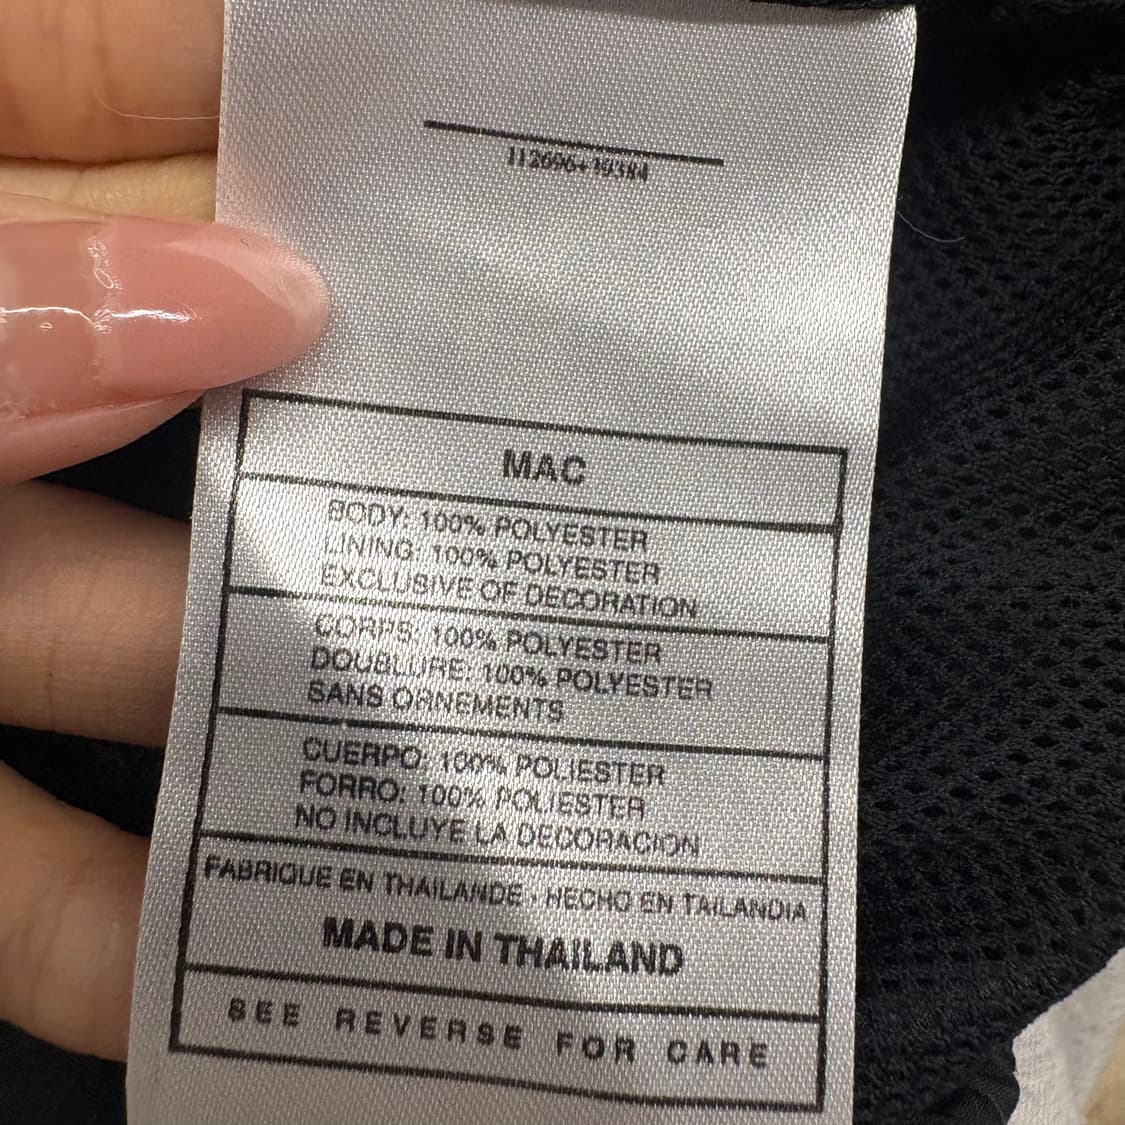 112696+19384
MAC
BODY: 100% POLYESTER
LINING: 100% POLYESTER
EXCLUSIVE OF DECORATION
CORPS: 100% POLYESTER
DOUBLURE: 100% POLYESTER
SANS ORNEMENTS
CUERPO: 100% POLIESTER
FORRO: 100% POLIESTER
NO INCLUYE LA DECORACION
FABRIQUE EN THAILANDE - HECHO EN TAILANDIA
MADE IN THAILAND
SEE REVERSE FOR CARE